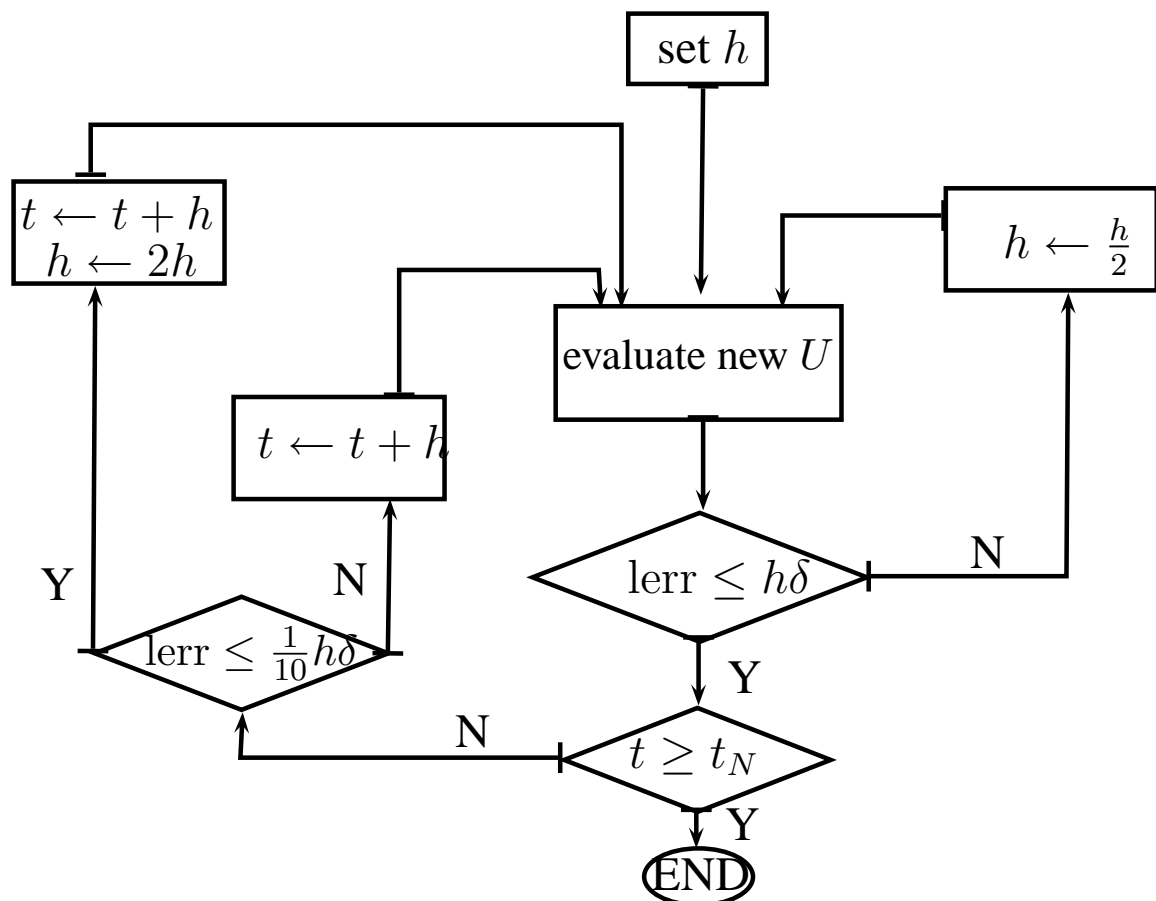 set h
t ← t + h
h ← 2h
h ← h/2
evaluate new U
t ← t + h
lerr ≤ hδ
N
Y
N
lerr ≤ 1/10 hδ
Y
N
t ≥ t_N
Y
END